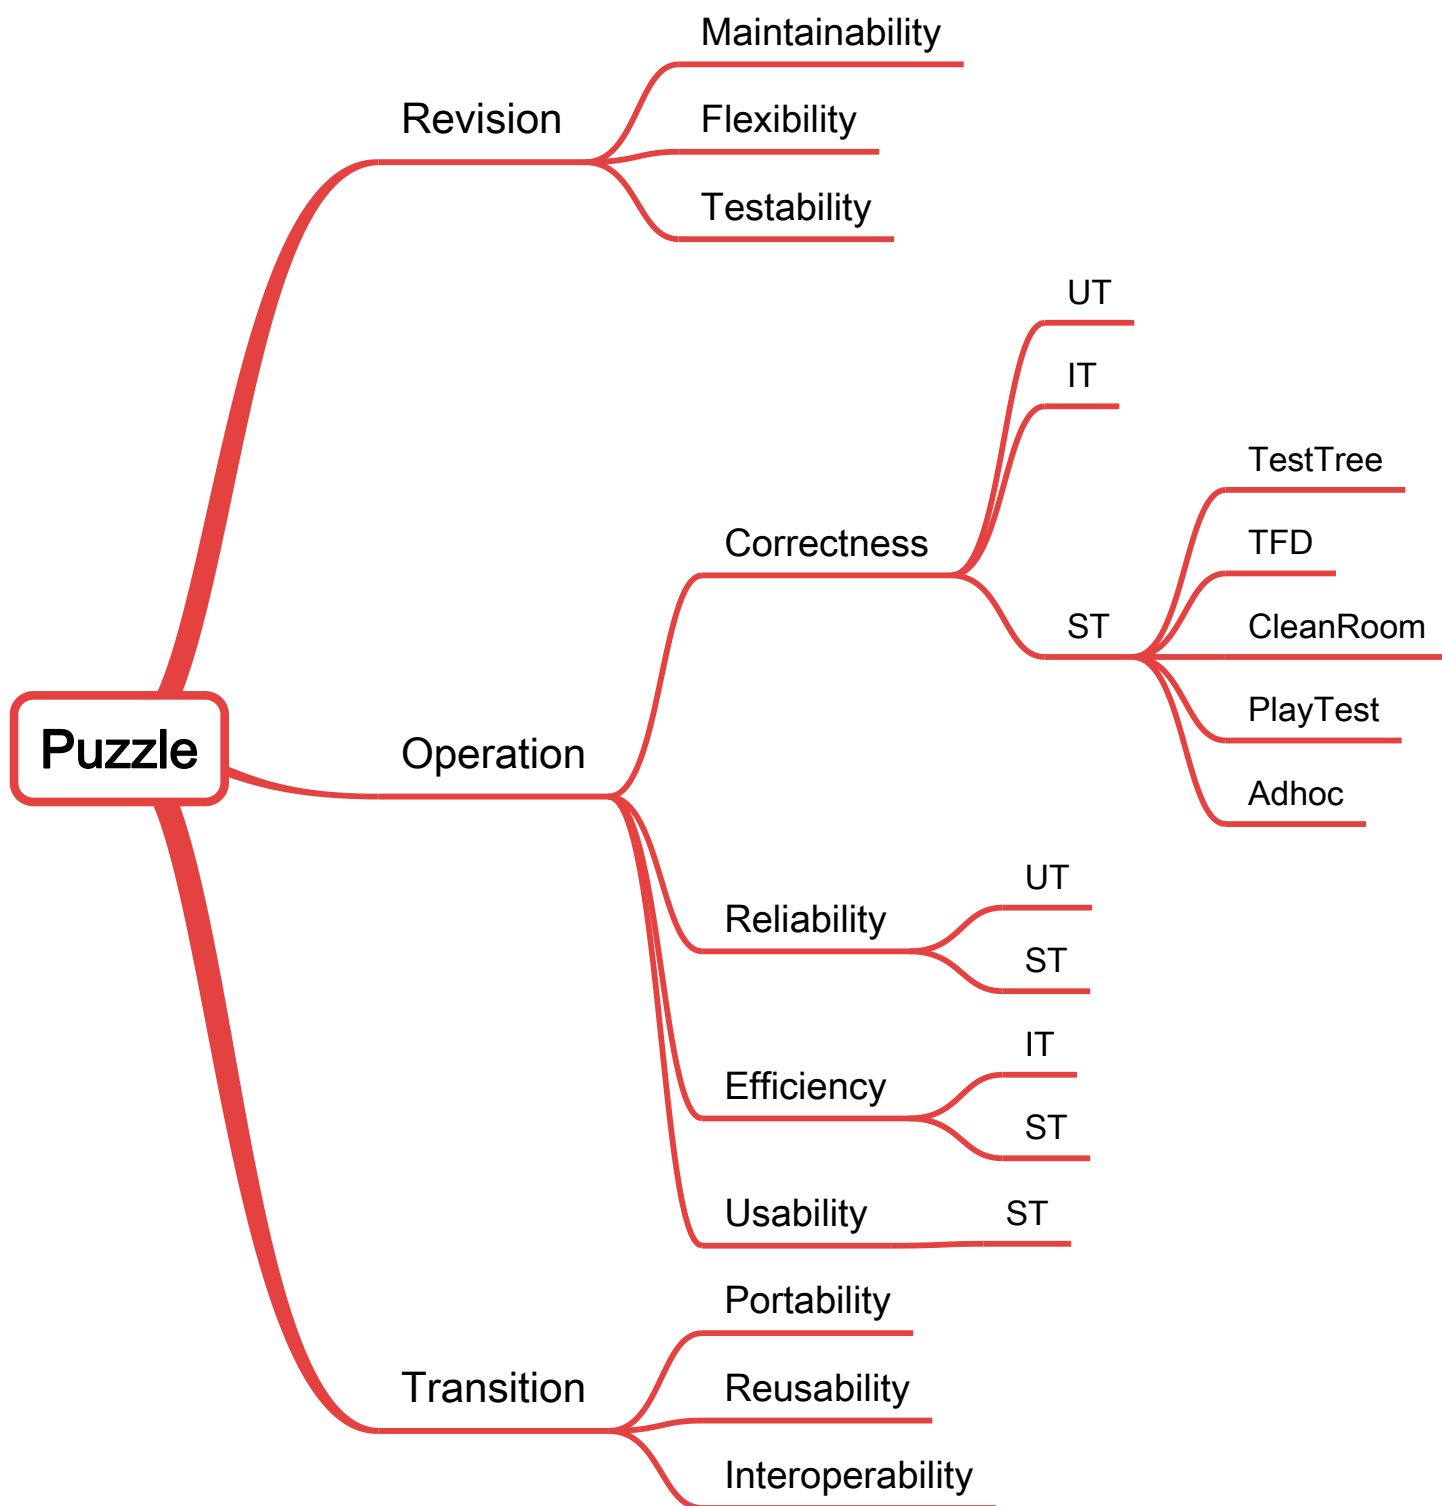 Maintainability
Revision
Flexibility
Testability
UT
IT
TestTree
Correctness
TFD
ST
CleanRoom
PlayTest
Puzzle
Operation
Adhoc
UT
Reliability
ST
IT
Efficiency
ST
Usability
ST
Portability
Transition
Reusability
Interoperability